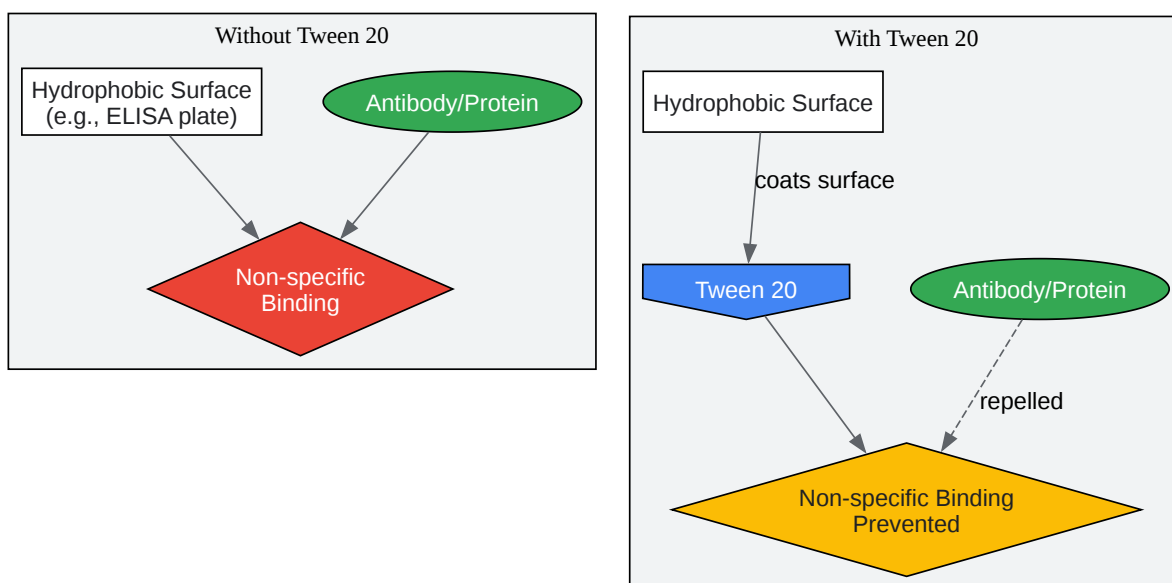 Without Tween 20
Hydrophobic Surface
(e.g., ELISA plate)
Antibody/Protein
Non-specific
Binding
With Tween 20
Hydrophobic Surface
coats surface
Tween 20
Antibody/Protein
repelled
Non-specific Binding
Prevented